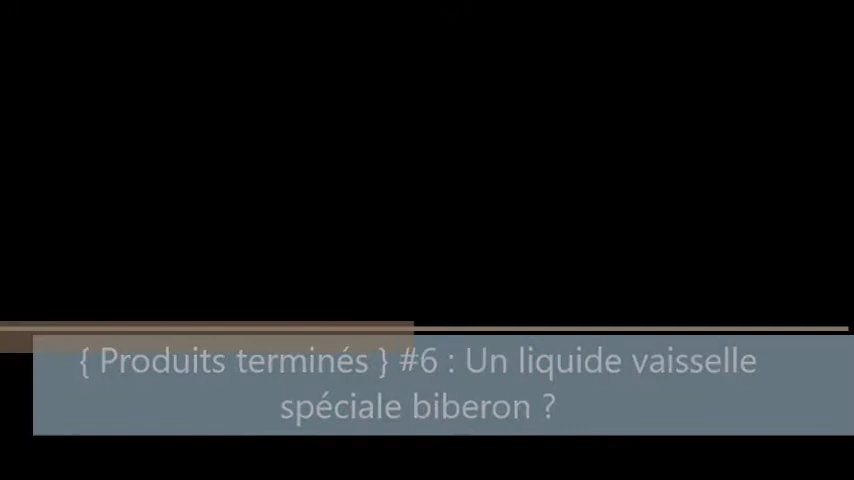 { Produits terminés } #6 : Un liquide vaisselle
spéciale biberon ?